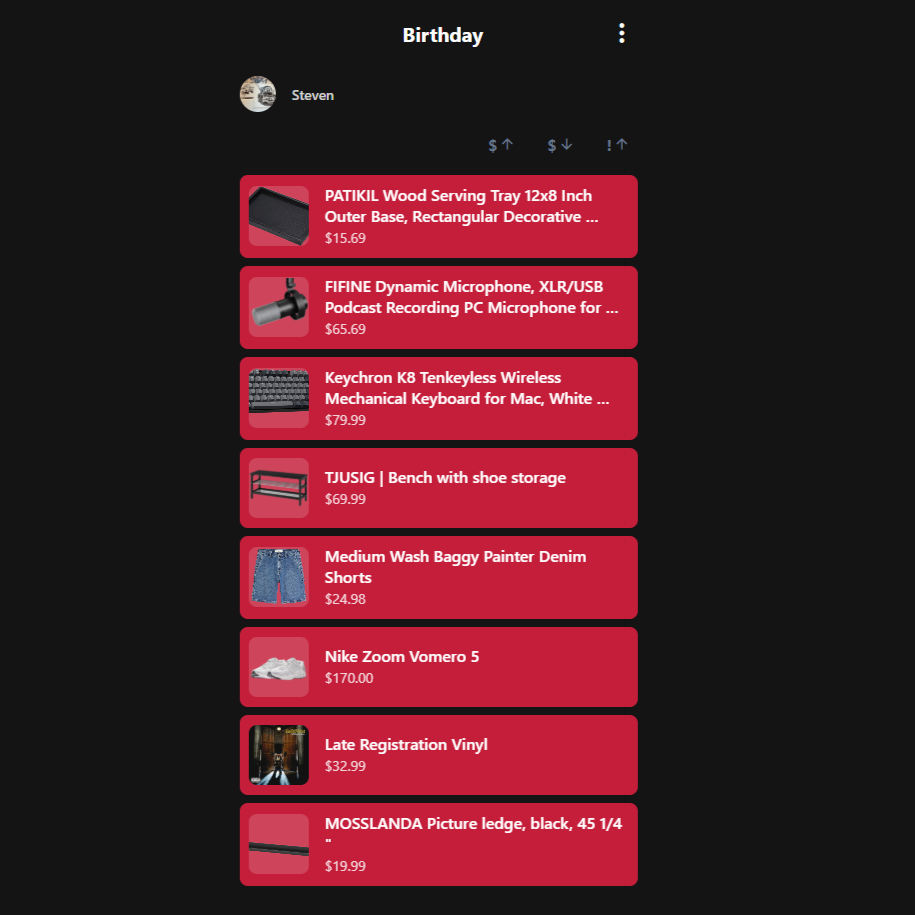 Birthday
Steven
$↑ $↓ !↑
PATIKIL Wood Serving Tray 12x8 Inch
Outer Base, Rectangular Decorative ...
$15.69
FIFINE Dynamic Microphone, XLR/USB
Podcast Recording PC Microphone for ...
$65.69
Keychron K8 Tenkeyless Wireless
Mechanical Keyboard for Mac, White ...
$79.99
TJUSIG | Bench with shoe storage
$69.99
Medium Wash Baggy Painter Denim
Shorts
$24.98
Nike Zoom Vomero 5
$170.00
Late Registration Vinyl
$32.99
MOSSLANDA Picture ledge, black, 45 1/4
"
$19.99